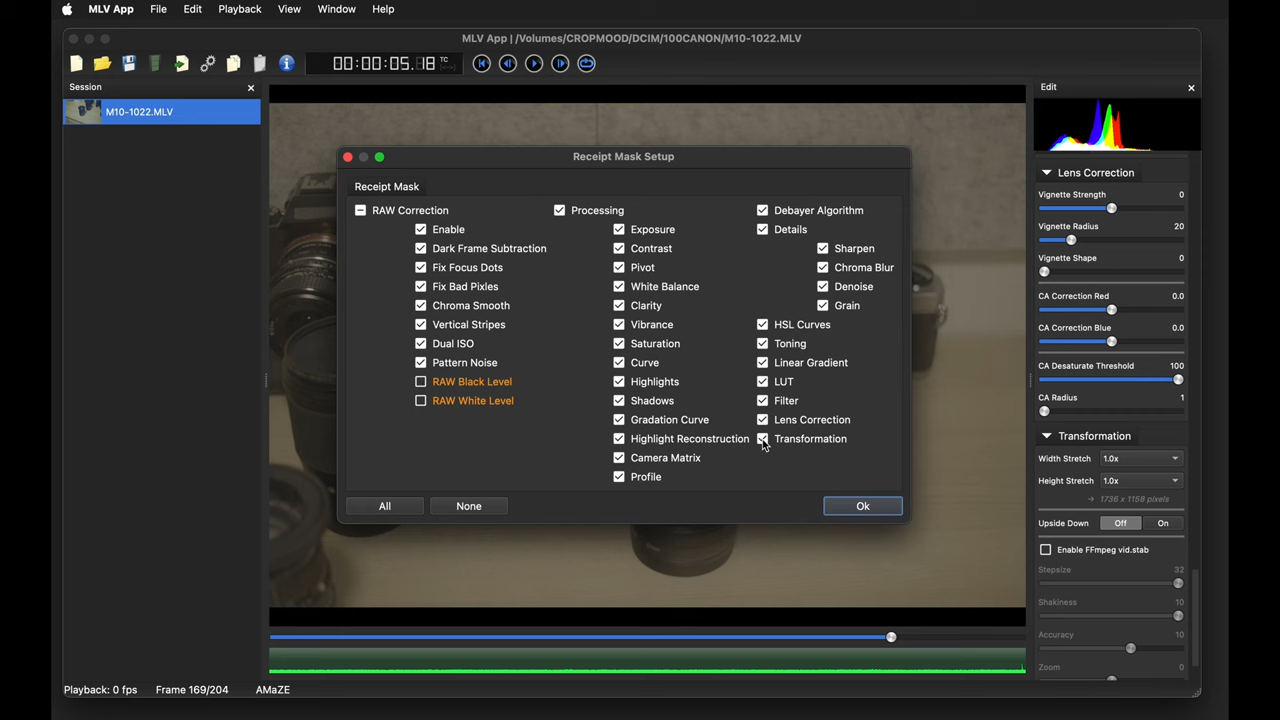 MLV App File Edit Playback View Window Help
MLV App | /Volumes/CROPMOOD/DCIM/100CANON/M10-1022.MLV
00:00:05.18 TC
Session
M10-1022.MLV
Receipt Mask Setup
Receipt Mask
RAW Correction
Enable
Dark Frame Subtraction
Fix Focus Dots
Fix Bad Pixles
Chroma Smooth
Vertical Stripes
Dual ISO
Pattern Noise
RAW Black Level
RAW White Level
Processing
Exposure
Contrast
Pivot
White Balance
Clarity
Vibrance
Saturation
Curve
Highlights
Shadows
Gradation Curve
Highlight Reconstruction
Camera Matrix
Profile
Debayer Algorithm
Details
Sharpen
Chroma Blur
Denoise
Grain
HSL Curves
Toning
Linear Gradient
LUT
Filter
Lens Correction
Transformation
All None Ok
Edit
Lens Correction
Vignette Strength 0
Vignette Radius 20
Vignette Shape 0
CA Correction Red 0.0
CA Correction Blue 0.0
CA Desaturate Threshold 100
CA Radius 1
Transformation
Width Stretch 1.0x
Height Stretch 1.0x
→ 1736 x 1158 pixels
Upside Down Off On
Enable FFmpeg vid.stab
Stepsize 32
Shakiness 10
Accuracy 10
Zoom 0
Playback: 0 fps Frame 169/204 AMaZE